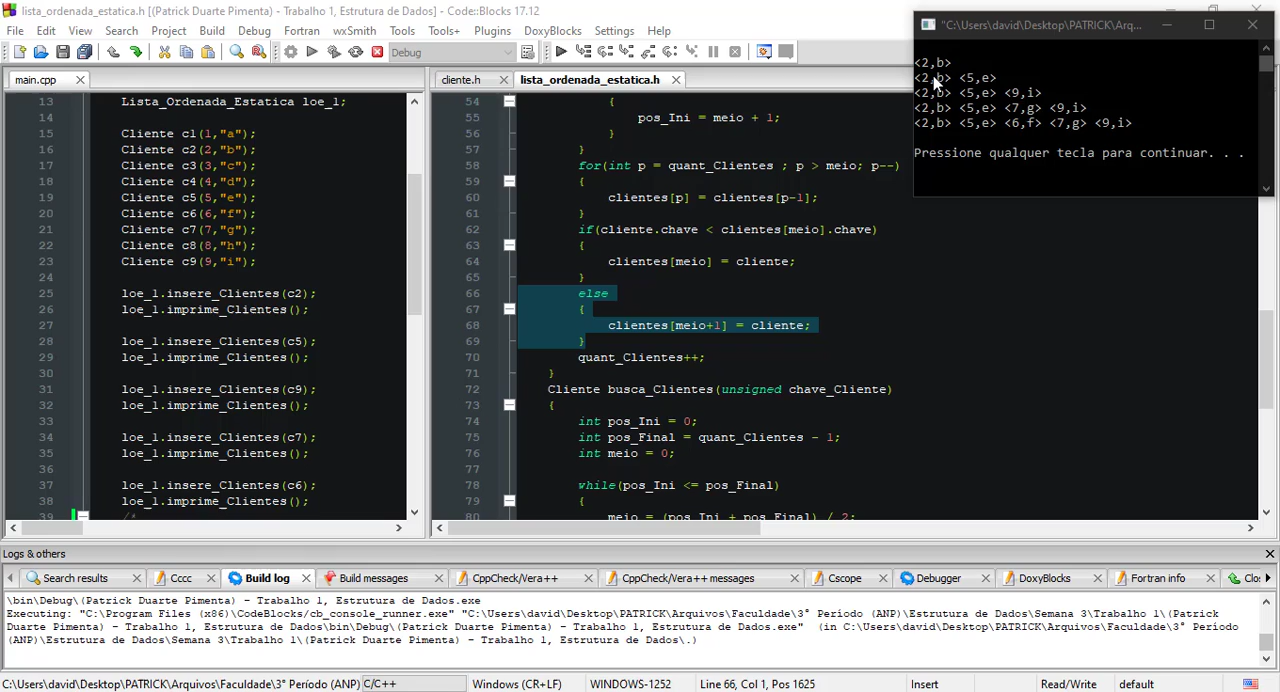 lista_ordenada_estatica.h [(Patrick Duarte Pimenta) - Trabalho 1, Estrutura de Dados] - Code::Blocks 17.12
File Edit View Search Project Build Debug Fortran wxSmith Tools Tools+ Plugins DoxyBlocks Settings Help
Debug
main.cpp
13 Lista_Ordenada_Estatica loe_1;
14
15 Cliente c1(1,"a");
16 Cliente c2(2,"b");
17 Cliente c3(3,"c");
18 Cliente c4(4,"d");
19 Cliente c5(5,"e");
20 Cliente c6(6,"f");
21 Cliente c7(7,"g");
22 Cliente c8(8,"h");
23 Cliente c9(9,"i");
24
25 loe_1.insere_Clientes(c2);
26 loe_1.imprime_Clientes();
27
28 loe_1.insere_Clientes(c5);
29 loe_1.imprime_Clientes();
30
31 loe_1.insere_Clientes(c9);
32 loe_1.imprime_Clientes();
33
34 loe_1.insere_Clientes(c7);
35 loe_1.imprime_Clientes();
36
37 loe_1.insere_Clientes(c6);
38 loe_1.imprime_Clientes();
39 /*
cliente.h lista_ordenada_estatica.h
54 {
55 pos_Ini = meio + 1;
56 }
57 }
58 for(int p = quant_Clientes ; p > meio; p--)
59 {
60 clientes[p] = clientes[p-1];
61 }
62 if(cliente.chave < clientes[meio].chave)
63 {
64 clientes[meio] = cliente;
65 }
66 else
67 {
68 clientes[meio+1] = cliente;
69 }
70 quant_Clientes++;
71 }
72 Cliente busca_Clientes(unsigned chave_Cliente)
73 {
74 int pos_Ini = 0;
75 int pos_Final = quant_Clientes - 1;
76 int meio = 0;
77
78 while(pos_Ini <= pos_Final)
79 {
80 meio = (pos_Ini + pos_Final) / 2;
"C:\Users\david\Desktop\PATRICK\Arq...
<2,b>
<2,b> <5,e>
<2,b> <5,e> <9,i>
<2,b> <5,e> <7,g> <9,i>
<2,b> <5,e> <6,f> <7,g> <9,i>
Pressione qualquer tecla para continuar. . .
Logs & others
Search results Cccc Build log Build messages CppCheck/Vera++ CppCheck/Vera++ messages Cscope Debugger DoxyBlocks Fortran info Clos
\bin\Debug\(Patrick Duarte Pimenta) - Trabalho 1, Estrutura de Dados.exe
Executing: "C:\Program Files (x86)\CodeBlocks/cb_console_runner.exe" "C:\Users\david\Desktop\PATRICK\Arquivos\Faculdade\3° Período (ANP)\Estrutura de Dados\Semana 3\Trabalho 1\(Patrick
Duarte Pimenta) - Trabalho 1, Estrutura de Dados\bin\Debug\(Patrick Duarte Pimenta) - Trabalho 1, Estrutura de Dados.exe" (in C:\Users\david\Desktop\PATRICK\Arquivos\Faculdade\3° Período
(ANP)\Estrutura de Dados\Semana 3\Trabalho 1\(Patrick Duarte Pimenta) - Trabalho 1, Estrutura de Dados\.)
C:\Users\david\Desktop\PATRICK\Arquivos\Faculdade\3° Período (ANP)\ C/C++ Windows (CR+LF) WINDOWS-1252 Line 66, Col 1, Pos 1625 Insert Read/Write default